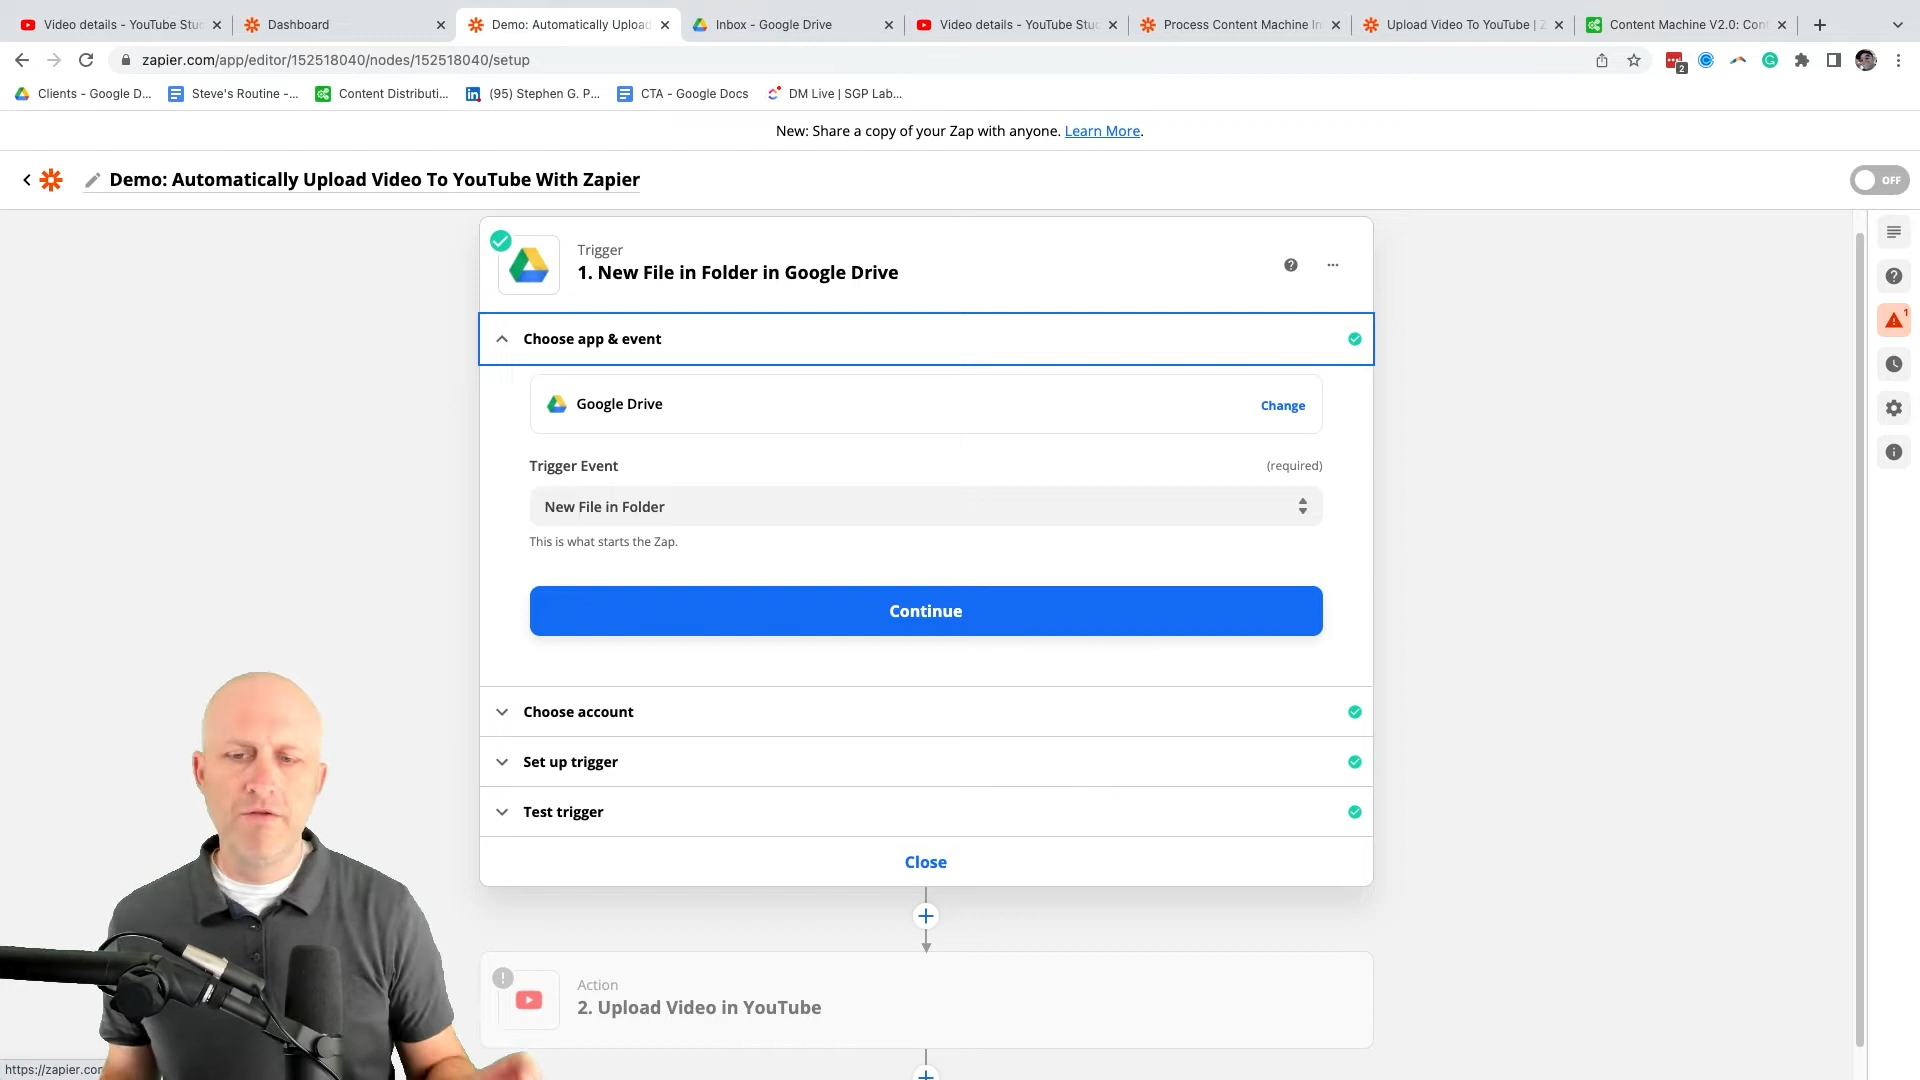 Video details - YouTube Stu
Dashboard
Demo: Automatically Upload
Inbox - Google Drive
Video details - YouTube Stuc
Process Content Machine In
Upload Video To YouTube | Z
Content Machine V2.0: Con
zapier.com/app/editor/152518040/nodes/152518040/setup
2
Clients - Google D...
Steve's Routine -...
Content Distributi...
(95) Stephen G. P...
CTA - Google Docs
DM Live | SGP Lab...
New: Share a copy of your Zap with anyone. Learn More.
Demo: Automatically Upload Video To YouTube With Zapier
OFF
Trigger
1. New File in Folder in Google Drive
1
Choose app & event
Google Drive
Change
Trigger Event
(required)
New File in Folder
This is what starts the Zap.
Continue
Choose account
Set up trigger
Test trigger
Close
Action
2. Upload Video in YouTube
https://zapier.com